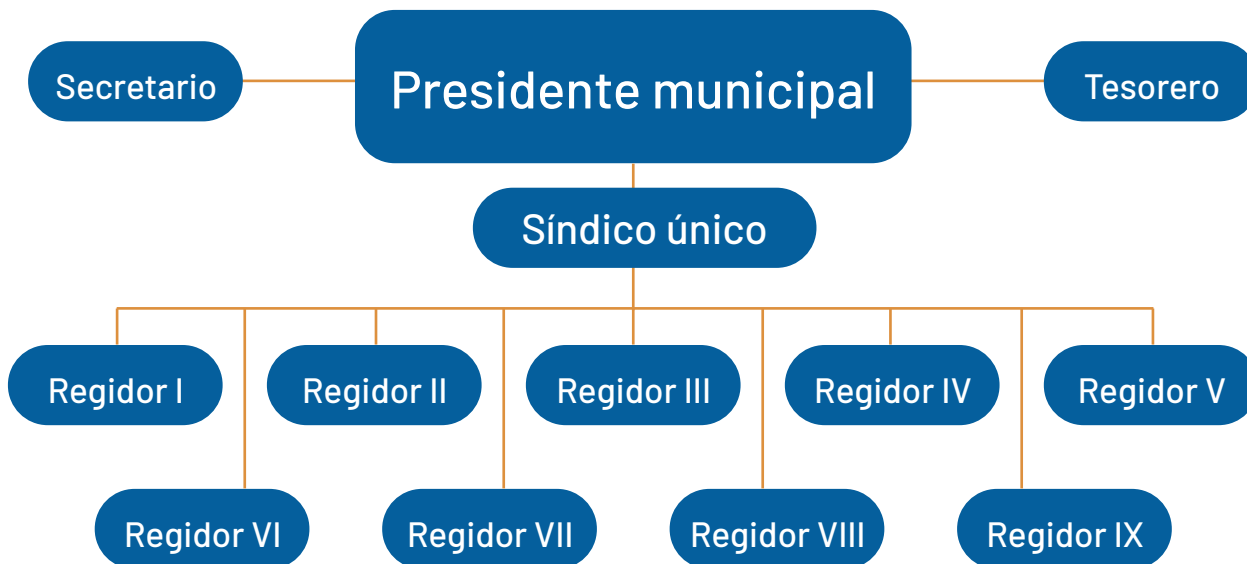 Secretario
Presidente municipal
Tesorero
Síndico único
Regidor I
Regidor II
Regidor III
Regidor IV
Regidor V
Regidor VI
Regidor VII
Regidor VIII
Regidor IX